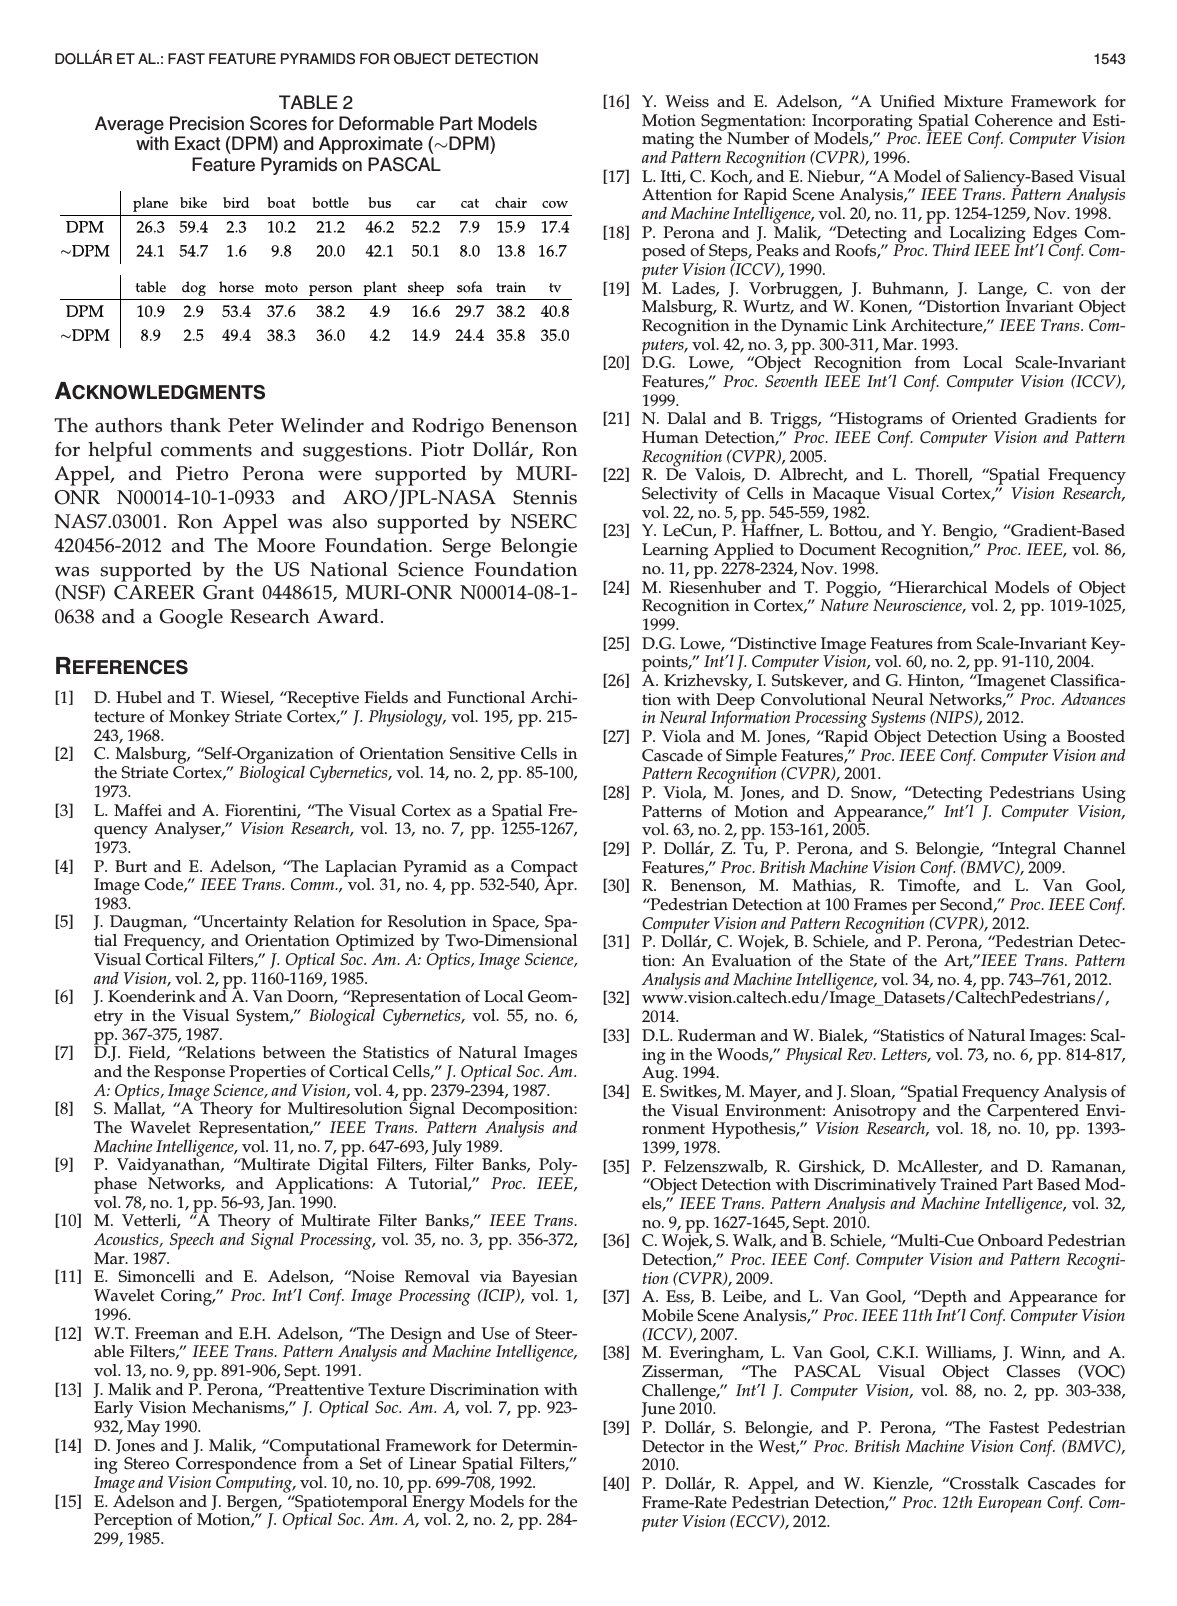 DOLLÁR ET AL.: FAST FEATURE PYRAMIDS FOR OBJECT DETECTION
1543
TABLE 2
Average Precision Scores for Deformable Part Models
with Exact (DPM) and Approximate (∼DPM)
Feature Pyramids on PASCAL
plane bike bird boat bottle bus car cat chair cow
DPM 26.3 59.4 2.3 10.2 21.2 46.2 52.2 7.9 15.9 17.4
∼DPM 24.1 54.7 1.6 9.8 20.0 42.1 50.1 8.0 13.8 16.7
table dog horse moto person plant sheep sofa train tv
DPM 10.9 2.9 53.4 37.6 38.2 4.9 16.6 29.7 38.2 40.8
∼DPM 8.9 2.5 49.4 38.3 36.0 4.2 14.9 24.4 35.8 35.0
ACKNOWLEDGMENTS
The authors thank Peter Welinder and Rodrigo Benenson
for helpful comments and suggestions. Piotr Dollár, Ron
Appel, and Pietro Perona were supported by MURI-
ONR N00014-10-1-0933 and ARO/JPL-NASA Stennis
NAS7.03001. Ron Appel was also supported by NSERC
420456-2012 and The Moore Foundation. Serge Belongie
was supported by the US National Science Foundation
(NSF) CAREER Grant 0448615, MURI-ONR N00014-08-1-
0638 and a Google Research Award.
REFERENCES
[1] D. Hubel and T. Wiesel, “Receptive Fields and Functional Archi-
tecture of Monkey Striate Cortex,” J. Physiology, vol. 195, pp. 215-
243, 1968.
[2] C. Malsburg, “Self-Organization of Orientation Sensitive Cells in
the Striate Cortex,” Biological Cybernetics, vol. 14, no. 2, pp. 85-100,
1973.
[3] L. Maffei and A. Fiorentini, “The Visual Cortex as a Spatial Fre-
quency Analyser,” Vision Research, vol. 13, no. 7, pp. 1255-1267,
1973.
[4] P. Burt and E. Adelson, “The Laplacian Pyramid as a Compact
Image Code,” IEEE Trans. Comm., vol. 31, no. 4, pp. 532-540, Apr.
1983.
[5] J. Daugman, “Uncertainty Relation for Resolution in Space, Spa-
tial Frequency, and Orientation Optimized by Two-Dimensional
Visual Cortical Filters,” J. Optical Soc. Am. A: Optics, Image Science,
and Vision, vol. 2, pp. 1160-1169, 1985.
[6] J. Koenderink and A. Van Doorn, “Representation of Local Geom-
etry in the Visual System,” Biological Cybernetics, vol. 55, no. 6,
pp. 367-375, 1987.
[7] D.J. Field, “Relations between the Statistics of Natural Images
and the Response Properties of Cortical Cells,” J. Optical Soc. Am.
A: Optics, Image Science, and Vision, vol. 4, pp. 2379-2394, 1987.
[8] S. Mallat, “A Theory for Multiresolution Signal Decomposition:
The Wavelet Representation,” IEEE Trans. Pattern Analysis and
Machine Intelligence, vol. 11, no. 7, pp. 647-693, July 1989.
[9] P. Vaidyanathan, “Multirate Digital Filters, Filter Banks, Poly-
phase Networks, and Applications: A Tutorial,” Proc. IEEE,
vol. 78, no. 1, pp. 56-93, Jan. 1990.
[10] M. Vetterli, “A Theory of Multirate Filter Banks,” IEEE Trans.
Acoustics, Speech and Signal Processing, vol. 35, no. 3, pp. 356-372,
Mar. 1987.
[11] E. Simoncelli and E. Adelson, “Noise Removal via Bayesian
Wavelet Coring,” Proc. Int’l Conf. Image Processing (ICIP), vol. 1,
1996.
[12] W.T. Freeman and E.H. Adelson, “The Design and Use of Steer-
able Filters,” IEEE Trans. Pattern Analysis and Machine Intelligence,
vol. 13, no. 9, pp. 891-906, Sept. 1991.
[13] J. Malik and P. Perona, “Preattentive Texture Discrimination with
Early Vision Mechanisms,” J. Optical Soc. Am. A, vol. 7, pp. 923-
932, May 1990.
[14] D. Jones and J. Malik, “Computational Framework for Determin-
ing Stereo Correspondence from a Set of Linear Spatial Filters,”
Image and Vision Computing, vol. 10, no. 10, pp. 699-708, 1992.
[15] E. Adelson and J. Bergen, “Spatiotemporal Energy Models for the
Perception of Motion,” J. Optical Soc. Am. A, vol. 2, no. 2, pp. 284-
299, 1985.
[16] Y. Weiss and E. Adelson, “A Unified Mixture Framework for
Motion Segmentation: Incorporating Spatial Coherence and Esti-
mating the Number of Models,” Proc. IEEE Conf. Computer Vision
and Pattern Recognition (CVPR), 1996.
[17] L. Itti, C. Koch, and E. Niebur, “A Model of Saliency-Based Visual
Attention for Rapid Scene Analysis,” IEEE Trans. Pattern Analysis
and Machine Intelligence, vol. 20, no. 11, pp. 1254-1259, Nov. 1998.
[18] P. Perona and J. Malik, “Detecting and Localizing Edges Com-
posed of Steps, Peaks and Roofs,” Proc. Third IEEE Int’l Conf. Com-
puter Vision (ICCV), 1990.
[19] M. Lades, J. Vorbruggen, J. Buhmann, J. Lange, C. von der
Malsburg, R. Wurtz, and W. Konen, “Distortion Invariant Object
Recognition in the Dynamic Link Architecture,” IEEE Trans. Com-
puters, vol. 42, no. 3, pp. 300-311, Mar. 1993.
[20] D.G. Lowe, “Object Recognition from Local Scale-Invariant
Features,” Proc. Seventh IEEE Int’l Conf. Computer Vision (ICCV),
1999.
[21] N. Dalal and B. Triggs, “Histograms of Oriented Gradients for
Human Detection,” Proc. IEEE Conf. Computer Vision and Pattern
Recognition (CVPR), 2005.
[22] R. De Valois, D. Albrecht, and L. Thorell, “Spatial Frequency
Selectivity of Cells in Macaque Visual Cortex,” Vision Research,
vol. 22, no. 5, pp. 545-559, 1982.
[23] Y. LeCun, P. Haffner, L. Bottou, and Y. Bengio, “Gradient-Based
Learning Applied to Document Recognition,” Proc. IEEE, vol. 86,
no. 11, pp. 2278-2324, Nov. 1998.
[24] M. Riesenhuber and T. Poggio, “Hierarchical Models of Object
Recognition in Cortex,” Nature Neuroscience, vol. 2, pp. 1019-1025,
1999.
[25] D.G. Lowe, “Distinctive Image Features from Scale-Invariant Key-
points,” Int’l J. Computer Vision, vol. 60, no. 2, pp. 91-110, 2004.
[26] A. Krizhevsky, I. Sutskever, and G. Hinton, “Imagenet Classifica-
tion with Deep Convolutional Neural Networks,” Proc. Advances
in Neural Information Processing Systems (NIPS), 2012.
[27] P. Viola and M. Jones, “Rapid Object Detection Using a Boosted
Cascade of Simple Features,” Proc. IEEE Conf. Computer Vision and
Pattern Recognition (CVPR), 2001.
[28] P. Viola, M. Jones, and D. Snow, “Detecting Pedestrians Using
Patterns of Motion and Appearance,” Int’l J. Computer Vision,
vol. 63, no. 2, pp. 153-161, 2005.
[29] P. Dollár, Z. Tu, P. Perona, and S. Belongie, “Integral Channel
Features,” Proc. British Machine Vision Conf. (BMVC), 2009.
[30] R. Benenson, M. Mathias, R. Timofte, and L. Van Gool,
“Pedestrian Detection at 100 Frames per Second,” Proc. IEEE Conf.
Computer Vision and Pattern Recognition (CVPR), 2012.
[31] P. Dollár, C. Wojek, B. Schiele, and P. Perona, “Pedestrian Detec-
tion: An Evaluation of the State of the Art,”IEEE Trans. Pattern
Analysis and Machine Intelligence, vol. 34, no. 4, pp. 743–761, 2012.
[32] www.vision.caltech.edu/Image_Datasets/CaltechPedestrians/,
2014.
[33] D.L. Ruderman and W. Bialek, “Statistics of Natural Images: Scal-
ing in the Woods,” Physical Rev. Letters, vol. 73, no. 6, pp. 814-817,
Aug. 1994.
[34] E. Switkes, M. Mayer, and J. Sloan, “Spatial Frequency Analysis of
the Visual Environment: Anisotropy and the Carpentered Envi-
ronment Hypothesis,” Vision Research, vol. 18, no. 10, pp. 1393-
1399, 1978.
[35] P. Felzenszwalb, R. Girshick, D. McAllester, and D. Ramanan,
“Object Detection with Discriminatively Trained Part Based Mod-
els,” IEEE Trans. Pattern Analysis and Machine Intelligence, vol. 32,
no. 9, pp. 1627-1645, Sept. 2010.
[36] C. Wojek, S. Walk, and B. Schiele, “Multi-Cue Onboard Pedestrian
Detection,” Proc. IEEE Conf. Computer Vision and Pattern Recogni-
tion (CVPR), 2009.
[37] A. Ess, B. Leibe, and L. Van Gool, “Depth and Appearance for
Mobile Scene Analysis,” Proc. IEEE 11th Int’l Conf. Computer Vision
(ICCV), 2007.
[38] M. Everingham, L. Van Gool, C.K.I. Williams, J. Winn, and A.
Zisserman, “The PASCAL Visual Object Classes (VOC)
Challenge,” Int’l J. Computer Vision, vol. 88, no. 2, pp. 303-338,
June 2010.
[39] P. Dollár, S. Belongie, and P. Perona, “The Fastest Pedestrian
Detector in the West,” Proc. British Machine Vision Conf. (BMVC),
2010.
[40] P. Dollár, R. Appel, and W. Kienzle, “Crosstalk Cascades for
Frame-Rate Pedestrian Detection,” Proc. 12th European Conf. Com-
puter Vision (ECCV), 2012.